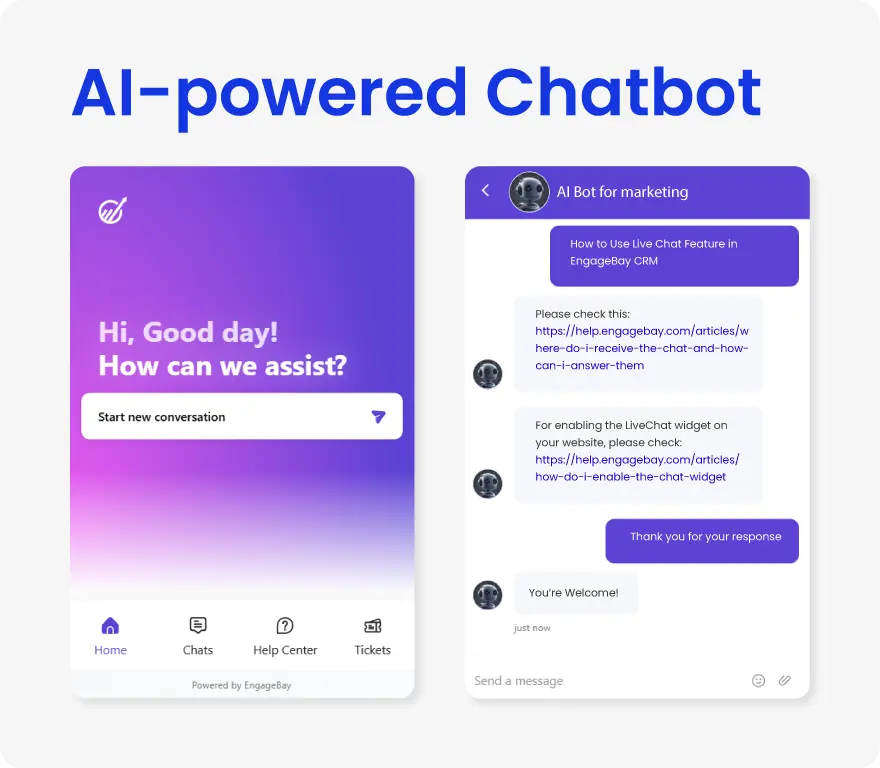 AI-powered Chatbot
Hi, Good day!
How can we assist?
Start new conversation
Home
Chats
Help Center
Tickets
Powered by EngageBay
AI Bot for marketing
How to Use Live Chat Feature in
EngageBay CRM
Please check this:
https://help.engagebay.com/articles/w
here-do-i-receive-the-chat-and-how-
can-i-answer-them
For enabling the LiveChat widget on
your website, please check:
https://help.engagebay.com/articles/
how-do-i-enable-the-chat-widget
Thank you for your response
You're Welcome!
just now
Send a message